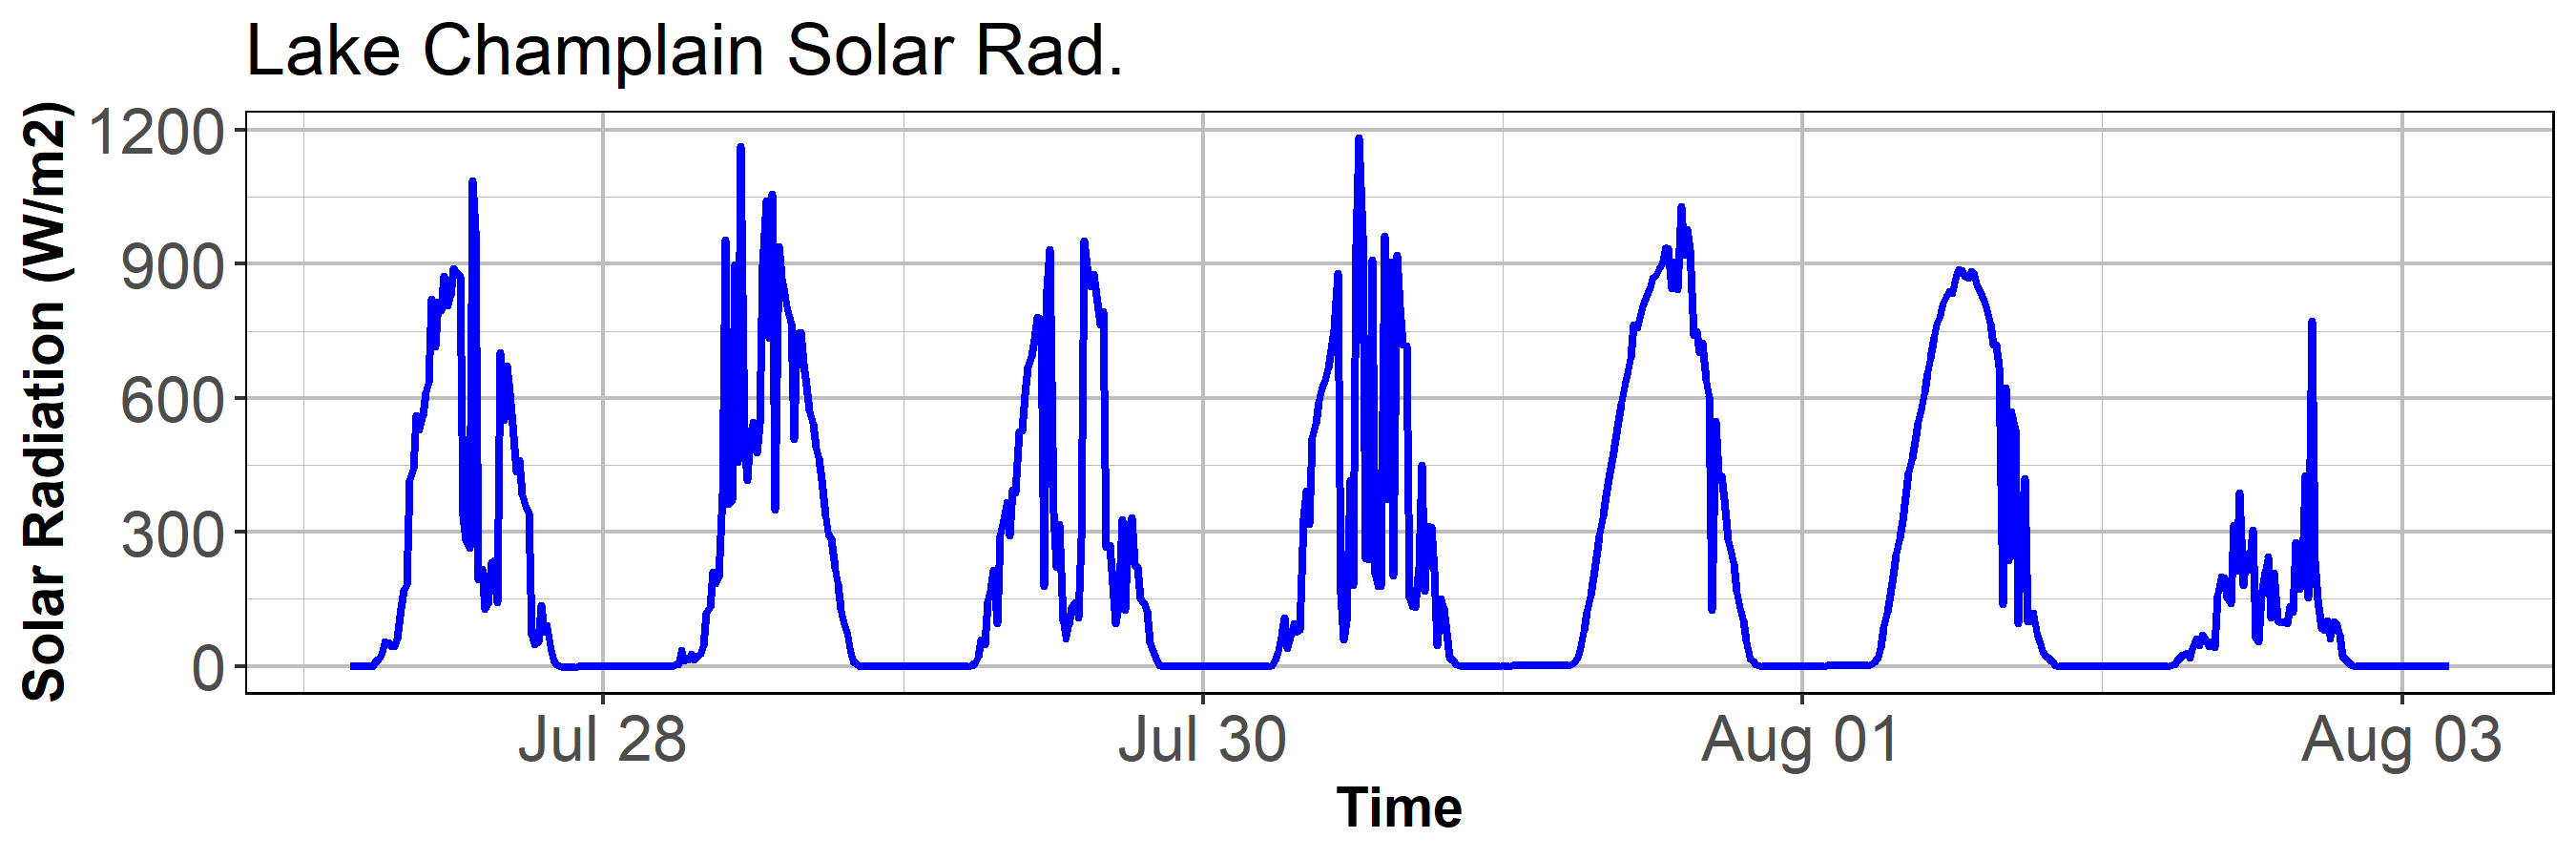 Lake Champlain Solar Rad.
Solar Radiation (W/m2)
1200
900
600
300
0
Jul 28 Jul 30 Aug 01 Aug 03
Time